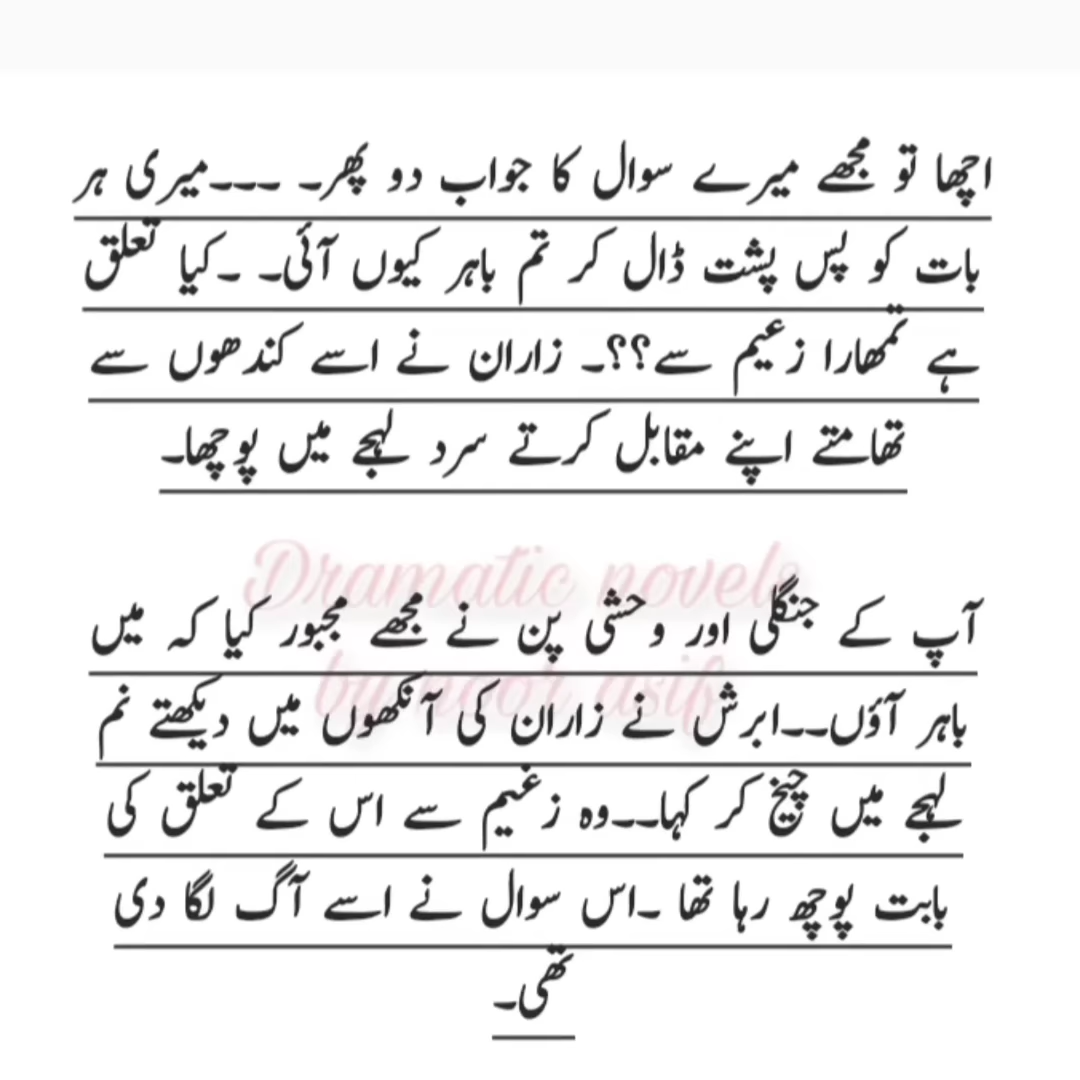 اچھا تو مجھے میرے سوال کا جواب دو پھر۔ ۔۔۔میری ہر
بات کو پس پشت ڈال کر تم باہر کیوں آئی۔ ۔کیا تعلق
ہے تمھارا زعیم سے؟؟۔ زاران نے اسے کندھوں سے
تھامتے اپنے مقابل کرتے سرد لہجے میں پوچھا۔
Dramatic novels
by noor asif
آپ کے جنگلی اور وحشی پن نے مجھے مجبور کیا کہ میں
باہر آؤں۔۔ابرش نے زاران کی آنکھوں میں دیکھتے نم
لہجے میں چیخ کر کہا۔۔وہ زغیم سے اس کے تعلق کی
بابت پوچھ رہا تھا ۔اس سوال نے اسے آگ لگا دی
تھی۔